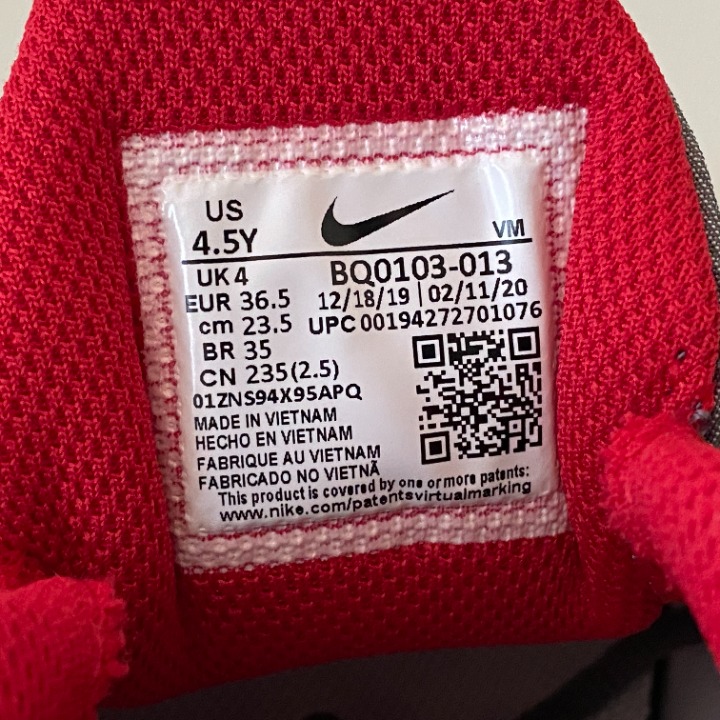 US
4.5Y
VM
UK 4
EUR 36.5
cm 23.5
BR 35
CN 235(2.5)
BQ0103-013
12/18/19 | 02/11/20
UPC 00194272701076
01ZNS94X95APQ
MADE IN VIETNAM
HECHO EN VIETNAM
FABRIQUE AU VIETNAM
FABRICADO NO VIETNÃ
This product is covered by one or more patents:
www.nike.com/patentsvirtualmarking